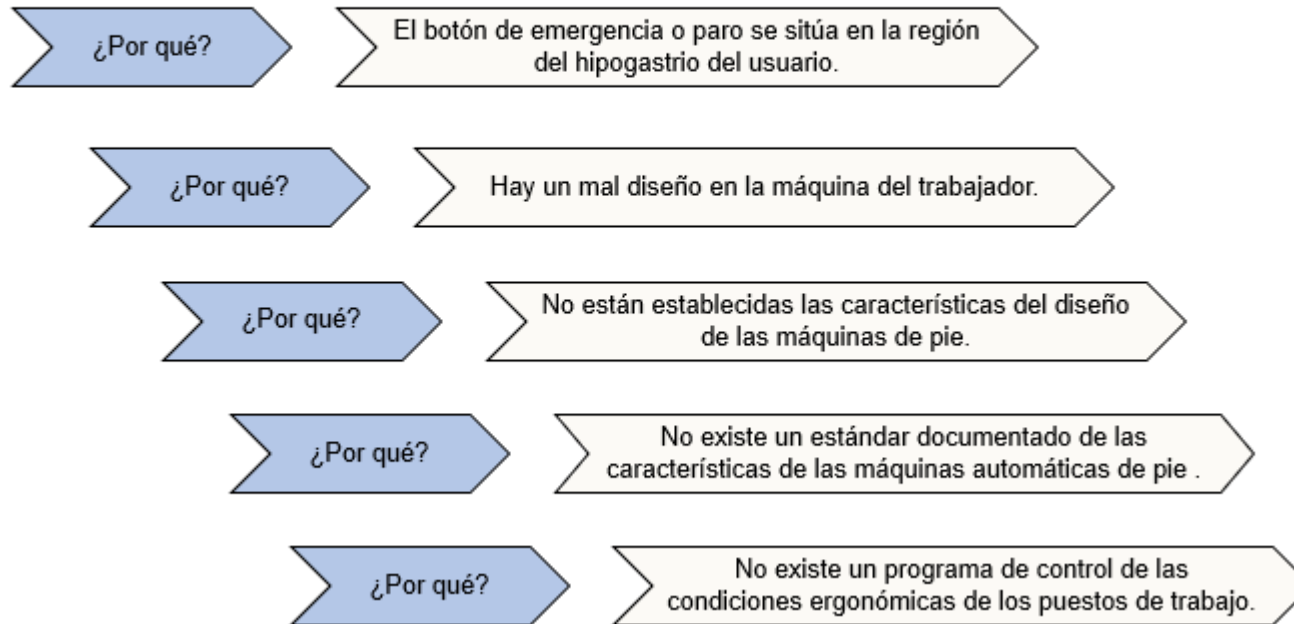 ¿Por qué?
El botón de emergencia o paro se sitúa en la región
del hipogastrio del usuario.
¿Por qué?
Hay un mal diseño en la máquina del trabajador.
¿Por qué?
No están establecidas las características del diseño
de las máquinas de pie.
¿Por qué?
No existe un estándar documentado de las
características de las máquinas automáticas de pie .
¿Por qué?
No existe un programa de control de las
condiciones ergonómicas de los puestos de trabajo.